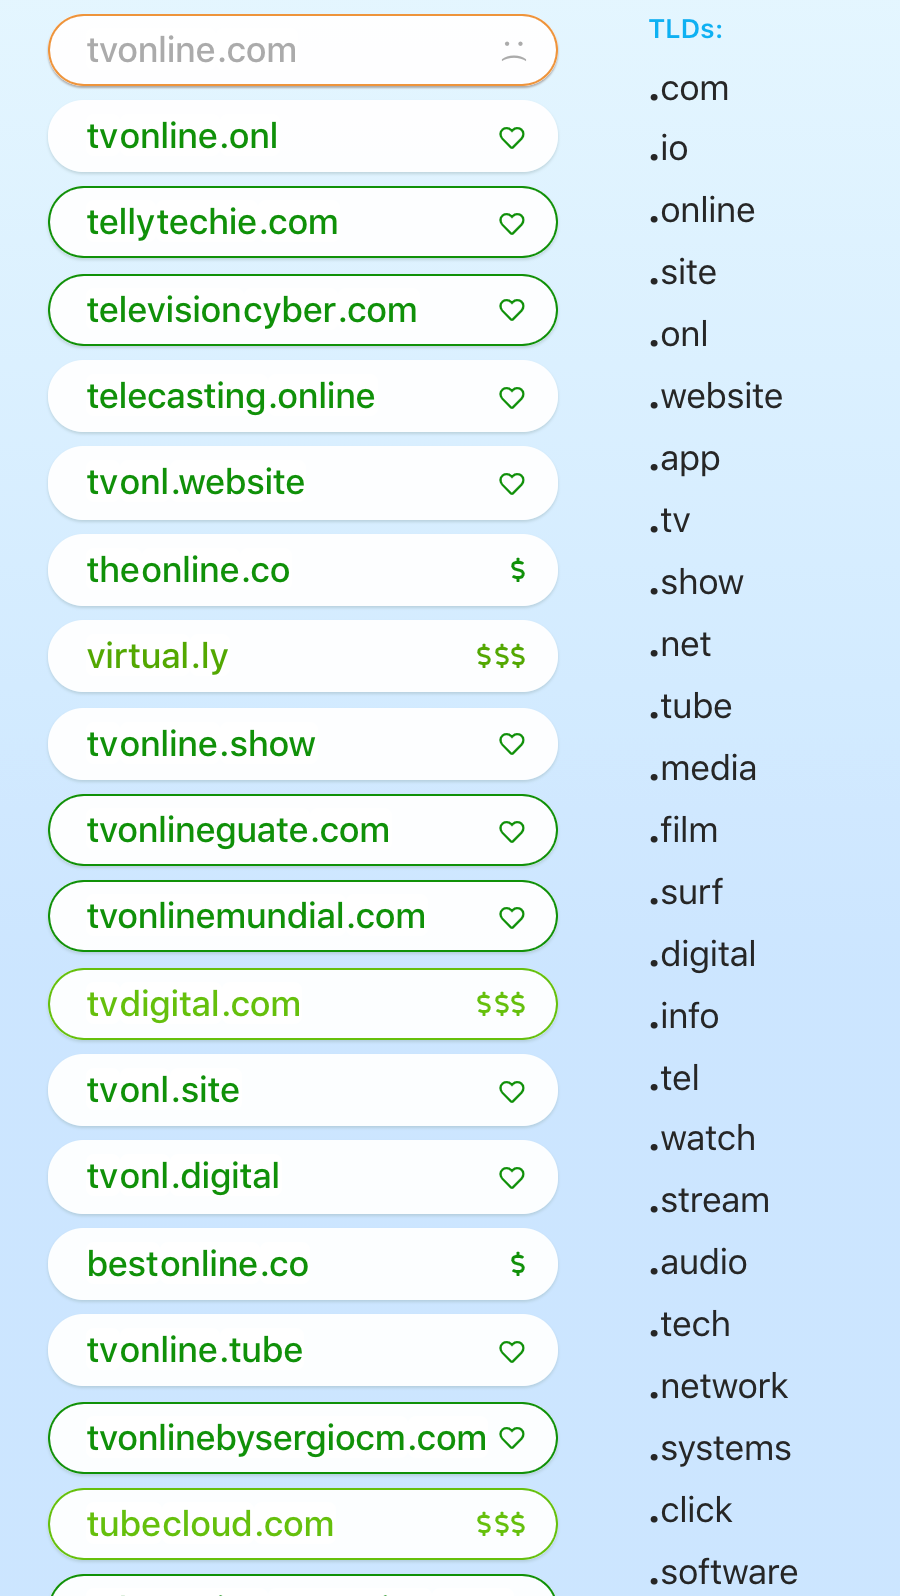 tvonline.com
tvonline.onl
tellytechie.com
televisioncyber.com
telecasting.online
tvonl.website
theonline.co $
virtual.ly $$$
tvonline.show
tvonlineguate.com
tvonlinemundial.com
tvdigital.com $$$
tvonl.site
tvonl.digital
bestonline.co $
tvonline.tube
tvonlinebysergiocm.com
tubecloud.com $$$
TLDs:
.com
.io
.online
.site
.onl
.website
.app
.tv
.show
.net
.tube
.media
.film
.surf
.digital
.info
.tel
.watch
.stream
.audio
.tech
.network
.systems
.click
.software